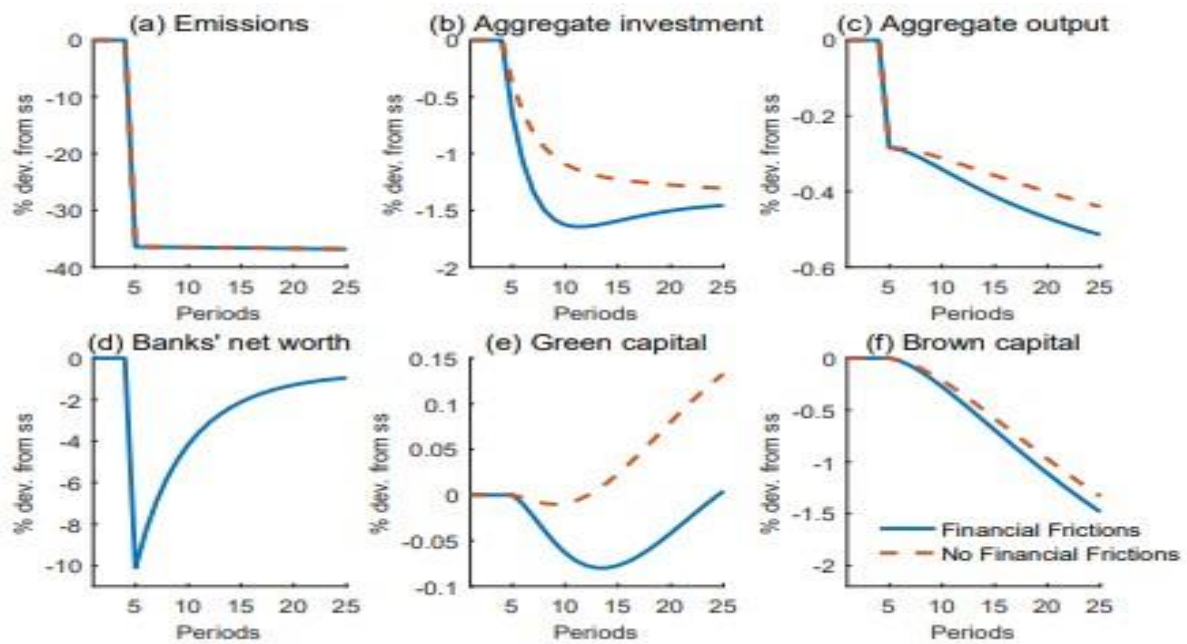 (a) Emissions
0
-10
-20
-30
-40
% dev. from ss
5 10 15 20 25
Periods
(b) Aggregate investment
0
-0.5
-1
-1.5
-2
% dev. from ss
5 10 15 20 25
Periods
(c) Aggregate output
0
-0.2
-0.4
-0.6
% dev. from ss
5 10 15 20 25
Periods
(d) Banks' net worth
0
-2
-4
-6
-8
-10
% dev. from ss
5 10 15 20 25
Periods
(e) Green capital
0.15
0.1
0.05
0
-0.05
-0.1
% dev. from ss
5 10 15 20 25
Periods
(f) Brown capital
0
-0.5
-1
-1.5
-2
% dev. from ss
Financial Frictions
No Financial Frictions
5 10 15 20 25
Periods